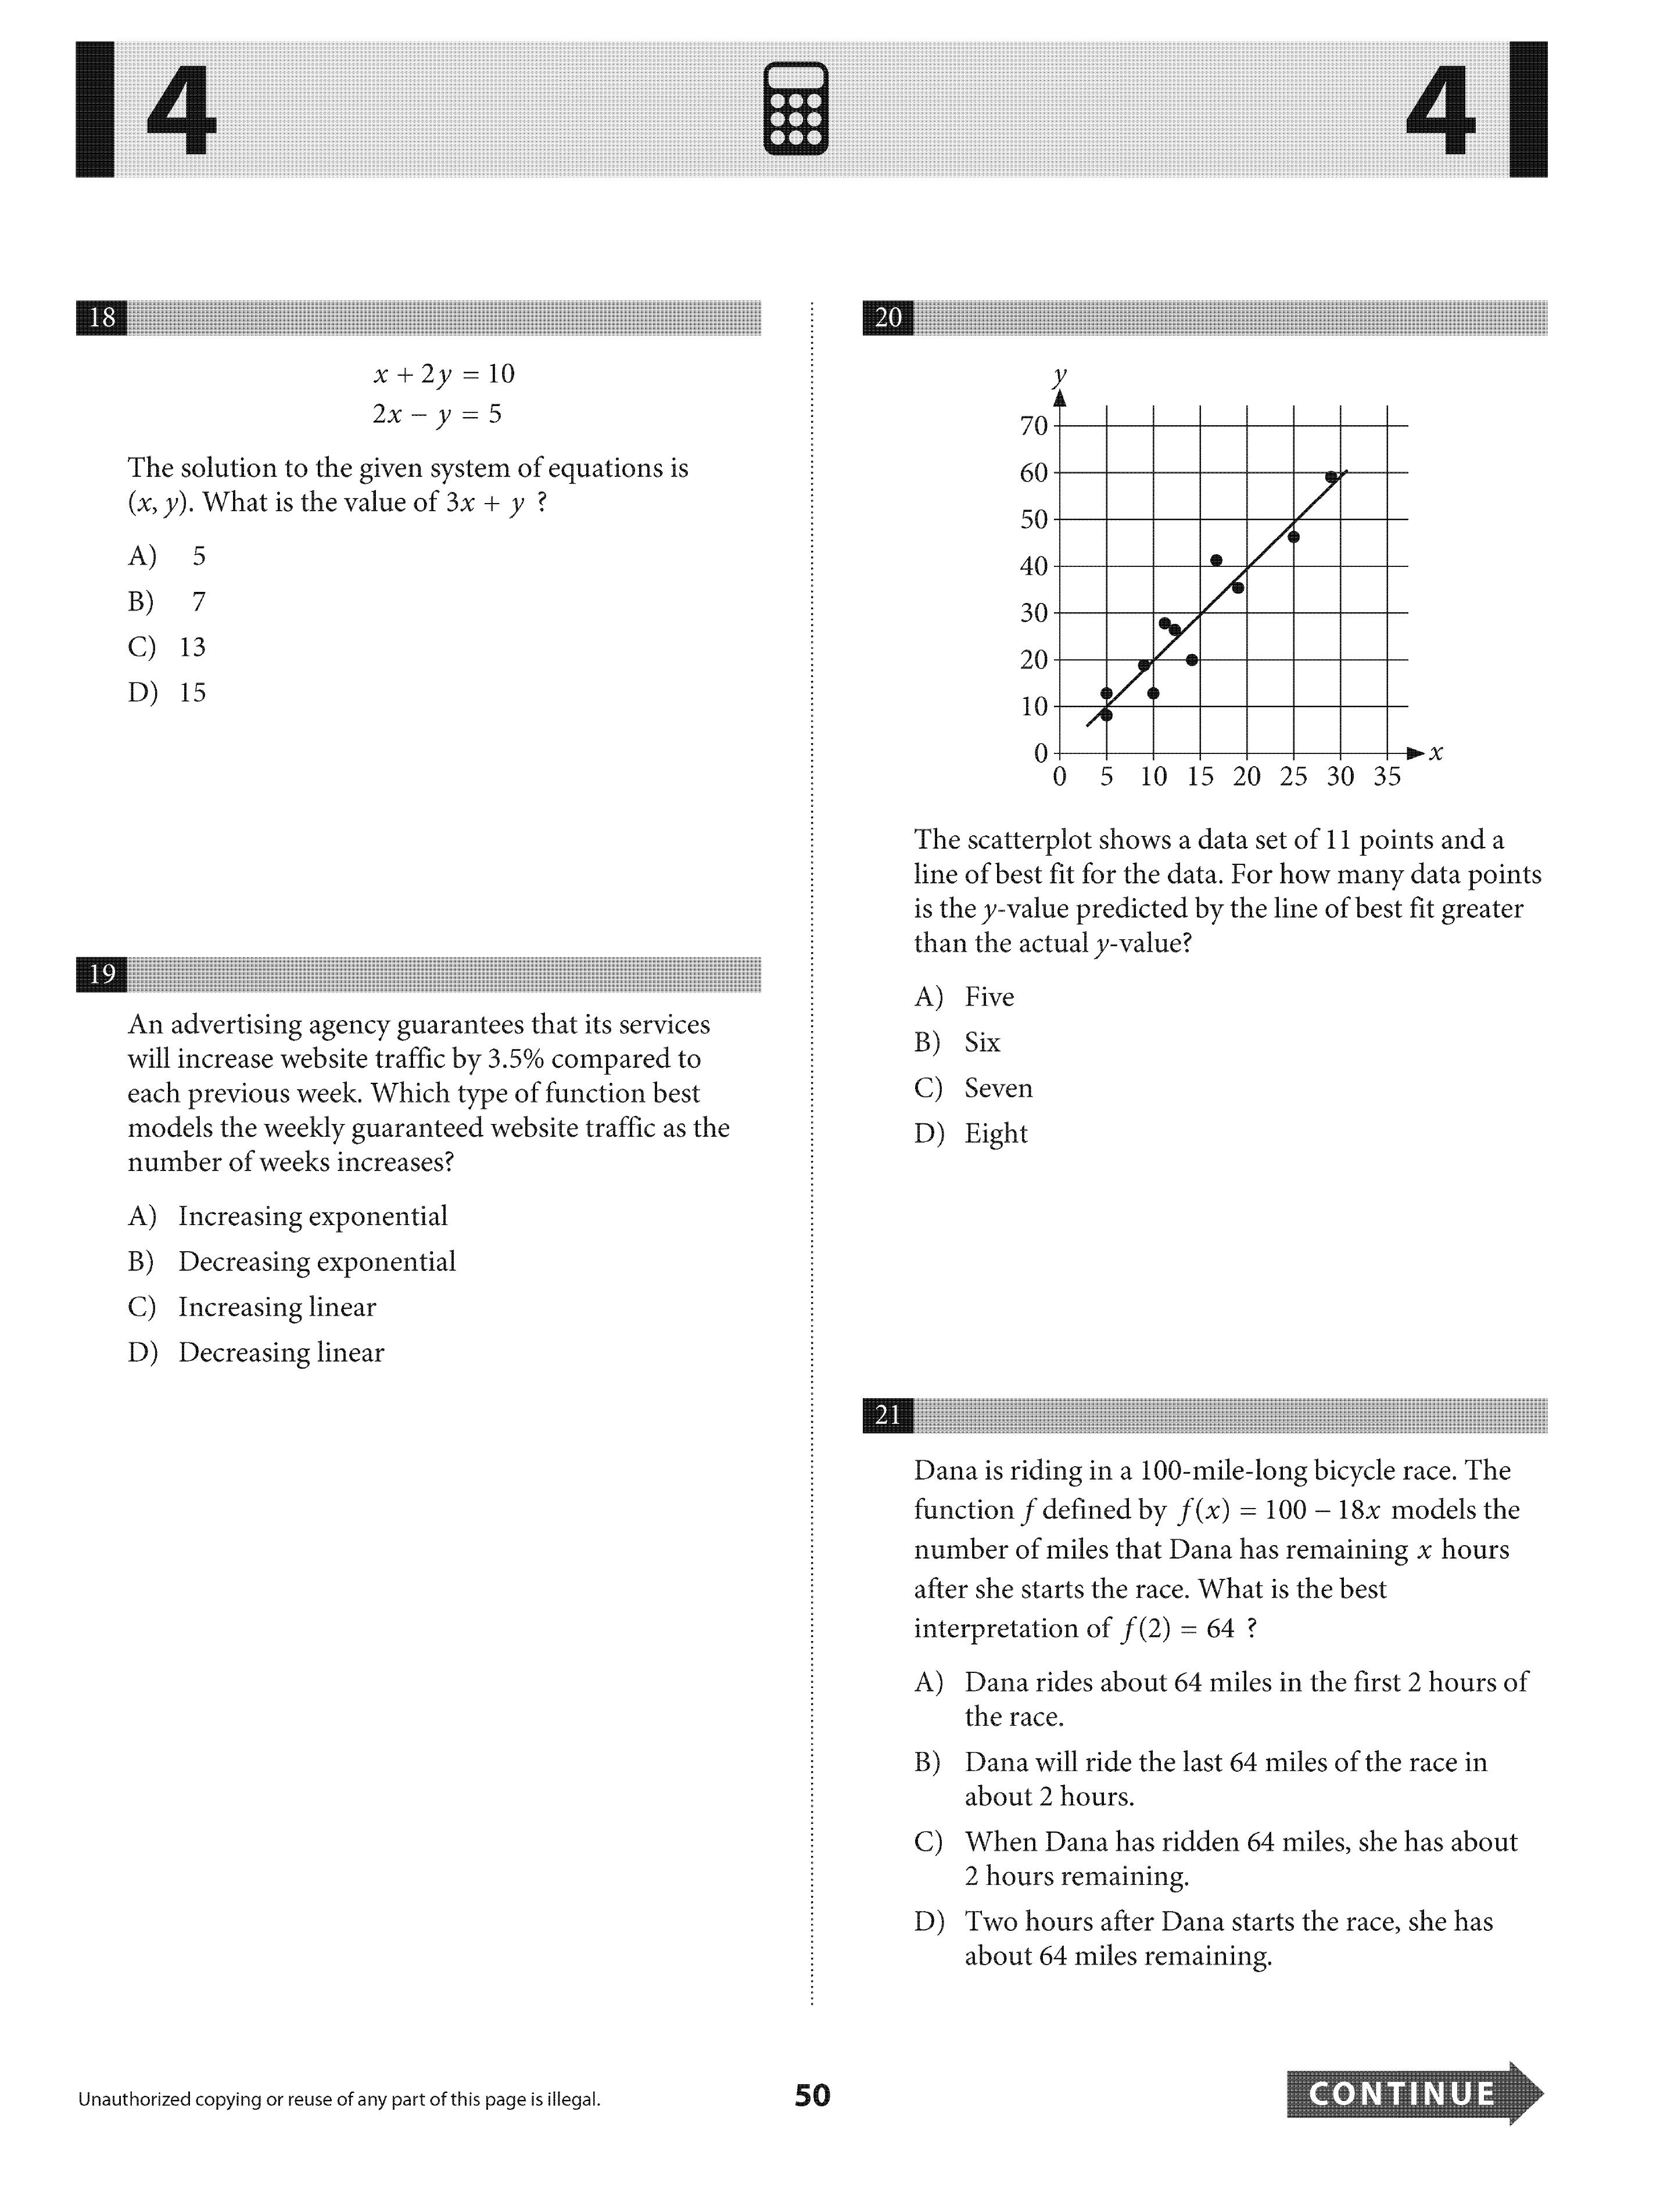 4
4
18
x + 2y = 10
2x − y = 5
The solution to the given system of equations is
(x, y). What is the value of 3x + y ?
A) 5
B) 7
C) 13
D) 15
19
An advertising agency guarantees that its services
will increase website traffic by 3.5% compared to
each previous week. Which type of function best
models the weekly guaranteed website traffic as the
number of weeks increases?
A) Increasing exponential
B) Decreasing exponential
C) Increasing linear
D) Decreasing linear
20
y
70
60
50
40
30
20
10
0
x
0 5 10 15 20 25 30 35
The scatterplot shows a data set of 11 points and a
line of best fit for the data. For how many data points
is the y-value predicted by the line of best fit greater
than the actual y-value?
A) Five
B) Six
C) Seven
D) Eight
21
Dana is riding in a 100-mile-long bicycle race. The
function f defined by f(x) = 100 − 18x models the
number of miles that Dana has remaining x hours
after she starts the race. What is the best
interpretation of f(2) = 64 ?
A) Dana rides about 64 miles in the first 2 hours of
the race.
B) Dana will ride the last 64 miles of the race in
about 2 hours.
C) When Dana has ridden 64 miles, she has about
2 hours remaining.
D) Two hours after Dana starts the race, she has
about 64 miles remaining.
Unauthorized copying or reuse of any part of this page is illegal.
50
CONTINUE